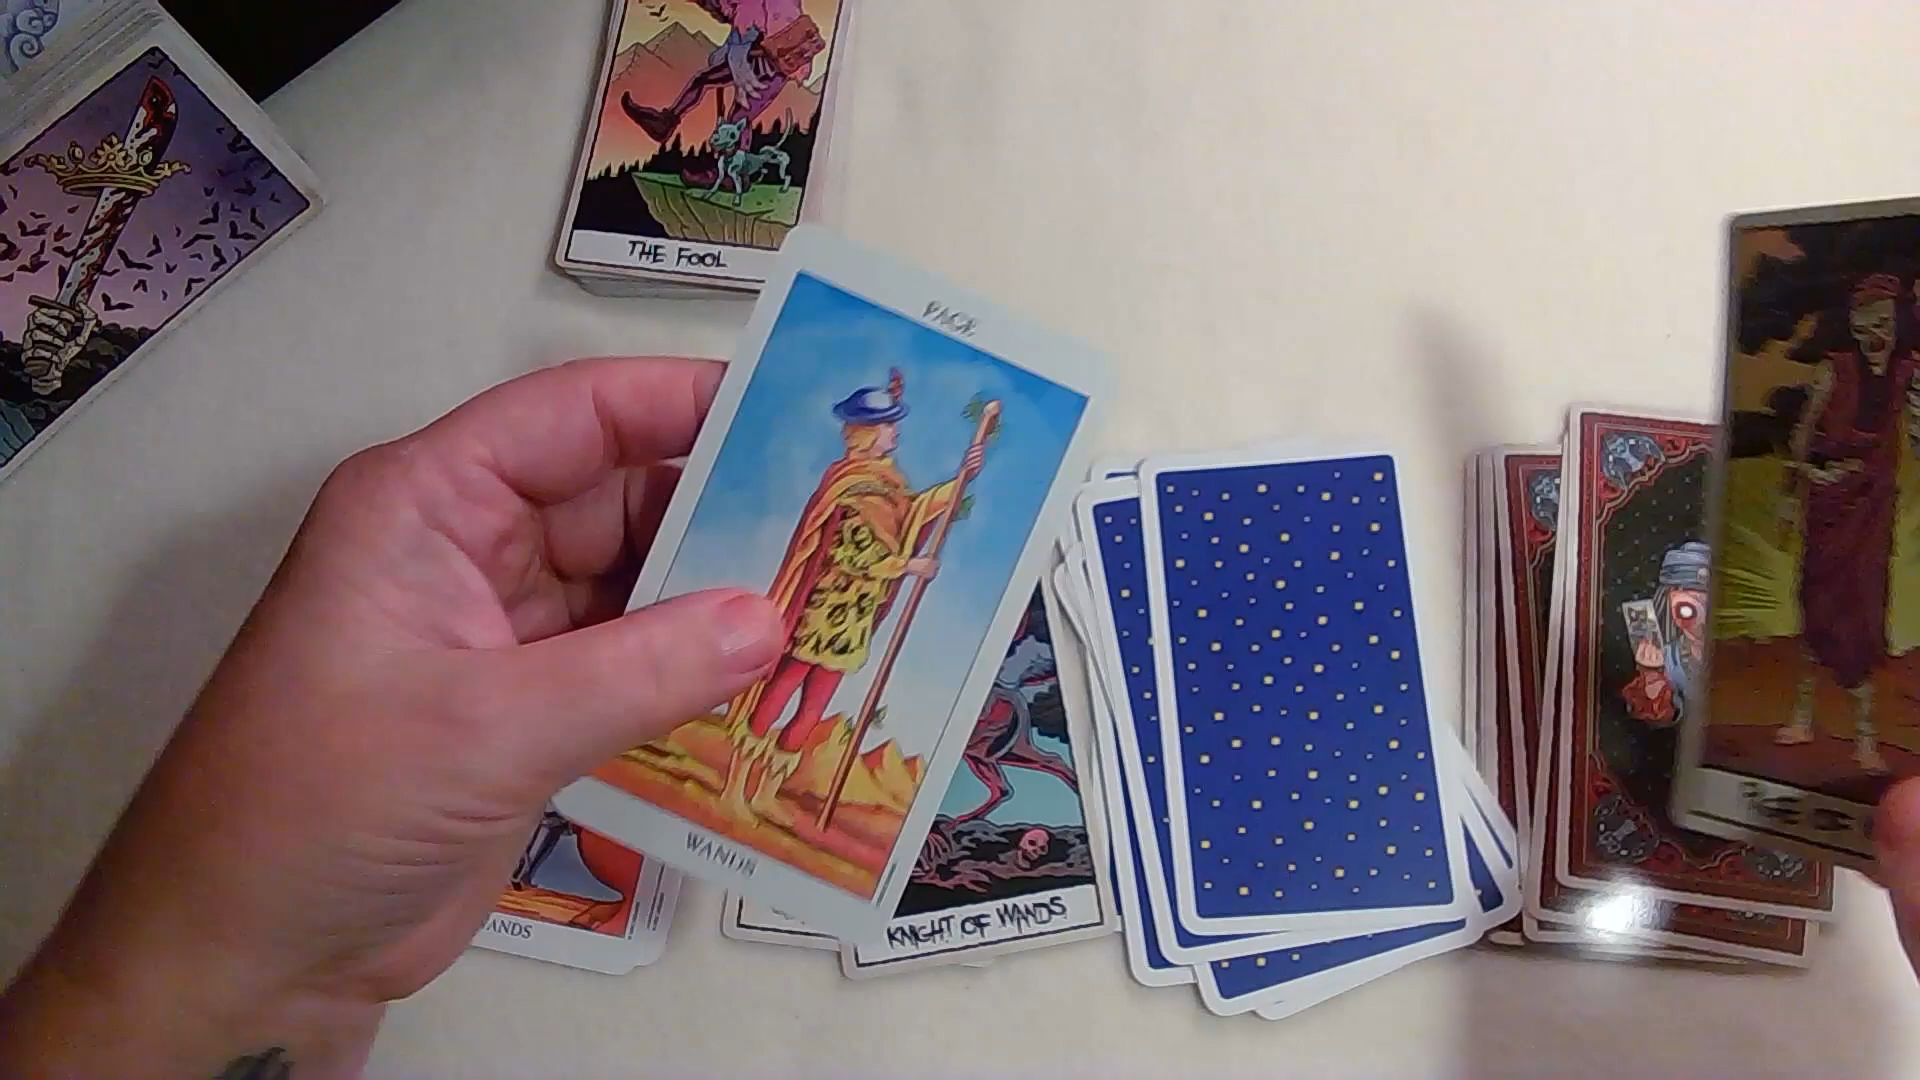 THE FOOL
PAGE
WANDS
WANDS
KNIGHT OF WANDS